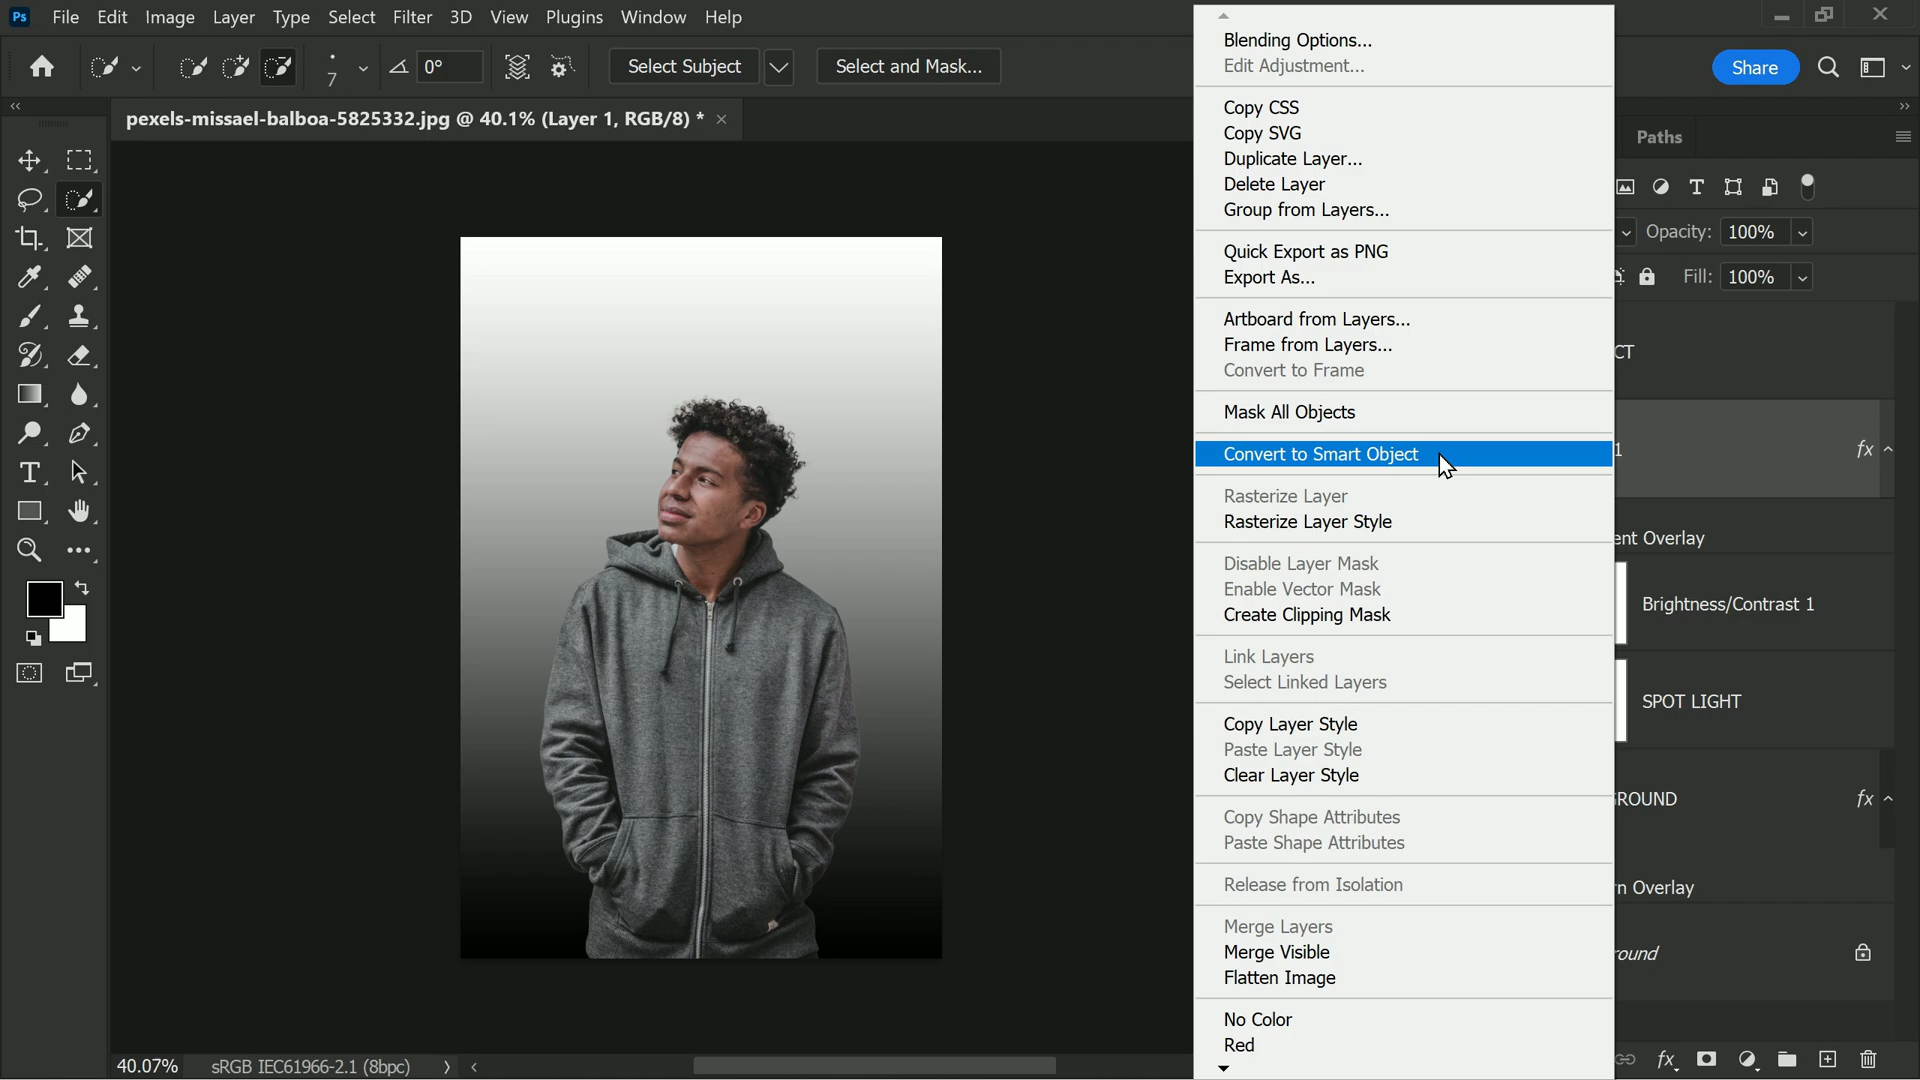 Ps File Edit Image Layer Type Select Filter 3D View Plugins Window Help
7 0° Select Subject Select and Mask... Share
pexels-missael-balboa-5825332.jpg @ 40.1% (Layer 1, RGB/8) *
Blending Options...
Edit Adjustment...
Copy CSS
Copy SVG
Duplicate Layer...
Delete Layer
Group from Layers...
Quick Export as PNG
Export As...
Artboard from Layers...
Frame from Layers...
Convert to Frame
Mask All Objects
Convert to Smart Object
Rasterize Layer
Rasterize Layer Style
Disable Layer Mask
Enable Vector Mask
Create Clipping Mask
Link Layers
Select Linked Layers
Copy Layer Style
Paste Layer Style
Clear Layer Style
Copy Shape Attributes
Paste Shape Attributes
Release from Isolation
Merge Layers
Merge Visible
Flatten Image
No Color
Red
Paths
Opacity: 100%
Fill: 100%
CT
1 fx
ent Overlay
Brightness/Contrast 1
SPOT LIGHT
ROUND fx
rn Overlay
ound
fx
40.07% sRGB IEC61966-2.1 (8bpc)